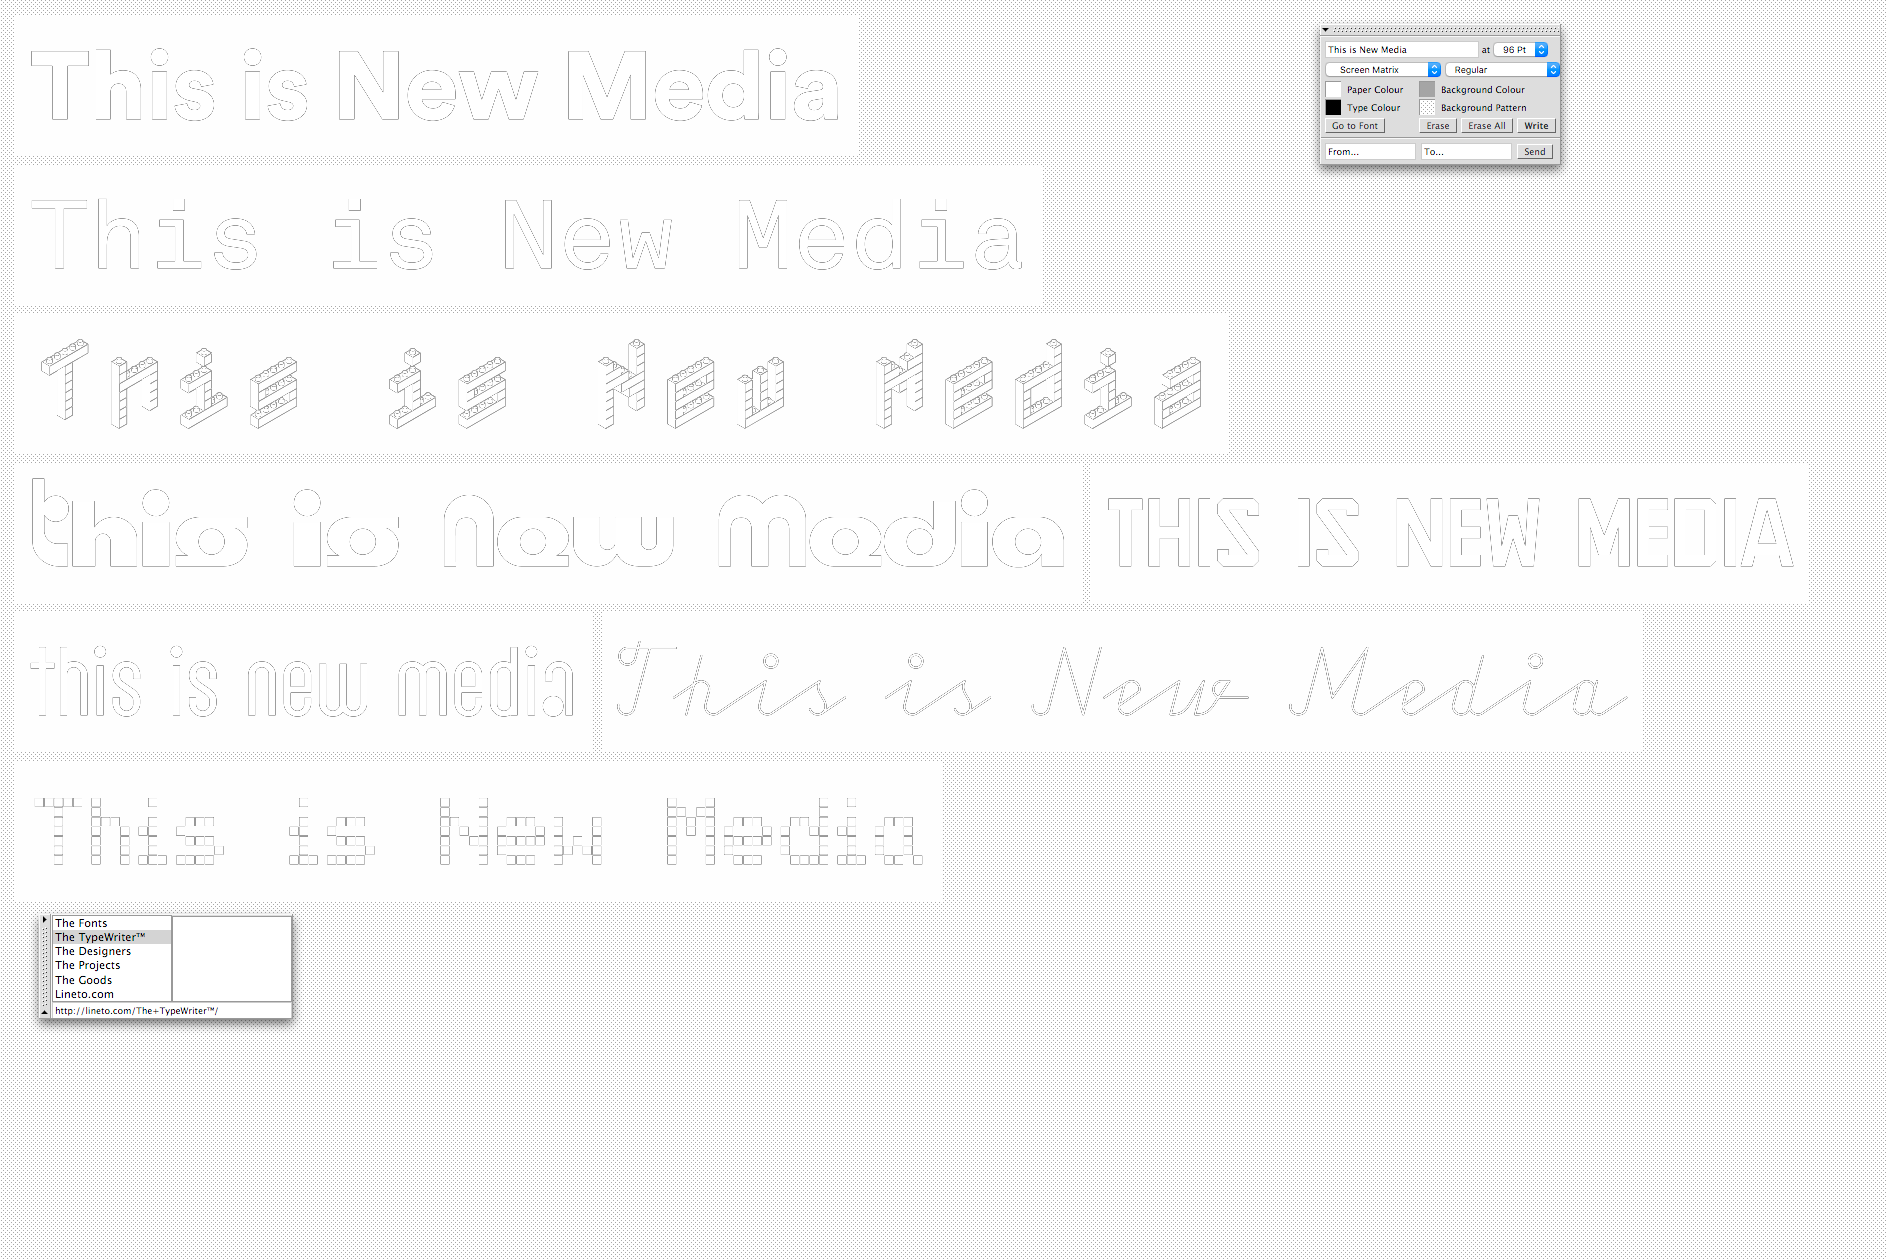 This is New Media
This is New Media at 96 Pt
Screen Matrix Regular
Paper Colour Background Colour
Type Colour Background Pattern
Go to Font Erase Erase All Write
From... To... Send
This is New Media
This is New Media
this is new media
THIS IS NEW MEDIA
this is new media
This is New Media
This is New Media
The Fonts
The TypeWriter™
The Designers
The Projects
The Goods
Lineto.com
http://lineto.com/The+TypeWriter™/